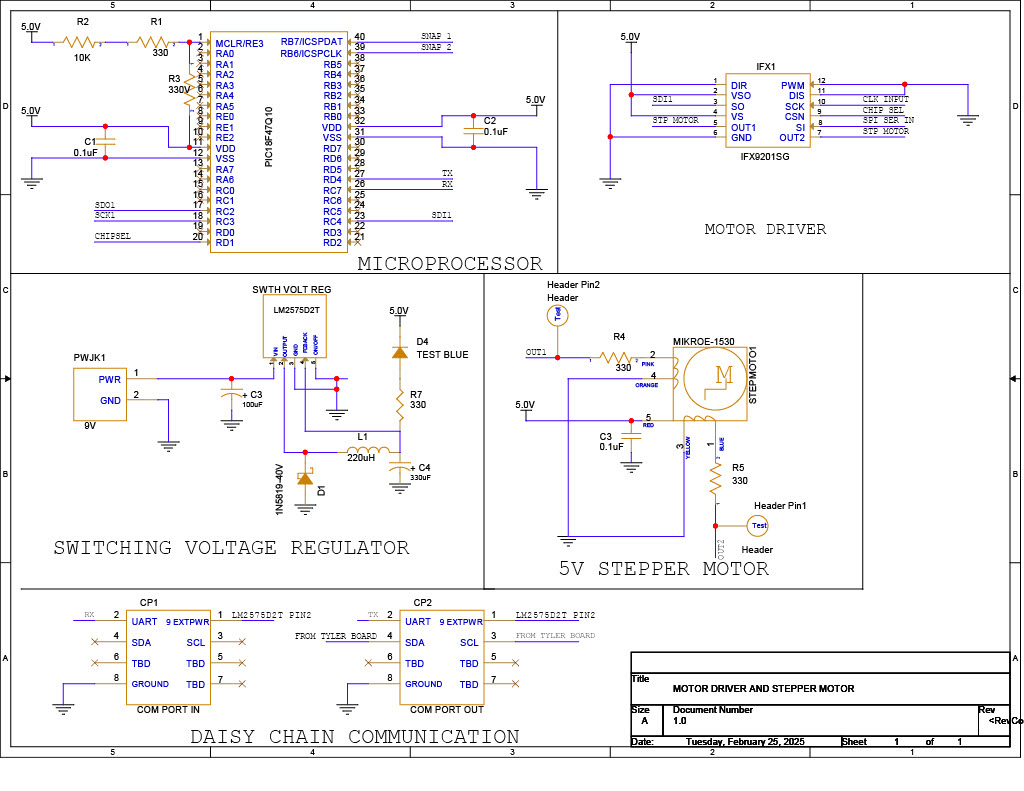 5 4 3 2 1
5.0V R2 R1
10K 330
R3
330V
5.0V
C1
0.1uF
1 MCLR/RE3
2 RA0
3 RA1
4 RA2
5 RA3
6 RA4
7 RA5
8 RE0
9 RE1
10 RE2
11 VDD
12 VSS
13 RA7
14 RA6
15 RC0
16 RC1
SDO1 17 RC2
SCK1 18 RC3
19 RD0
CHIPSEL 20 RD1
PIC18F47Q10
RB7/ICSPDAT 40 SNAP 1
RB6/ICSPCLK 39 SNAP 2
RB5 38
RB4 37
RB3 36
RB2 35
RB1 34
RB0 33
VDD 32
VSS 31
RD7 30
RD6 29
RD5 28
RD4 27 TX
RC7 26 RX
RC6 25
RC5 24
RC4 23 SDI1
RD3 22
RD2 21
5.0V
C2
0.1uF
MICROPROCESSOR
5.0V
IFX1
1 DIR PWM 12
2 VSO DIS 11
SDI1 3 SO SCK 10 CLK INPUT
4 VS CSN 9 CHIP SEL
STP MOTOR 5 OUT1 SI 8 SPI SER IN
6 GND OUT2 7 STP MOTOR
IFX9201SG
MOTOR DRIVER
D D
C C
SWTH VOLT REG
LM2575D2T
VIN OUTPUT GND FEBACK ON/OFF
1 2 3 4 5
5.0V
D4
TEST BLUE
PWJK1
PWR 1
GND 2
9V
+ C3
100uF
R7
330
L1
220uH
+ C4
330uF
1N5819-40V
D1
SWITCHING VOLTAGE REGULATOR
Header Pin2
Header
Test
OUT1
R4
330
MIKROE-1530
2 PINK
4 ORANGE
M
STEPMOTO1
5.0V
5 RED
C3
0.1uF
3 YELLOW
1 BLUE
2
R5
330
1
Header Pin1
Test
Header
OUT2
5V STEPPER MOTOR
B B
CP1
RX 2 UART 9 EXTPWR 1 LM2575D2T PIN2
4 SDA SCL 3
6 TBD TBD 5
8 GROUND TBD 7
COM PORT IN
CP2
TX 2 UART 9 EXTPWR 1 LM2575D2T PIN2
FROM TYLER BOARD 4 SDA SCL 3 FROM TYLER BOARD
6 TBD TBD 5
8 GROUND TBD 7
COM PORT OUT
DAISY CHAIN COMMUNICATION
A A
Title
MOTOR DRIVER AND STEPPER MOTOR
Size Document Number Rev
A 1.0 <RevCo
Date: Tuesday, February 25, 2025 Sheet 1 of 1
5 4 3 2 1